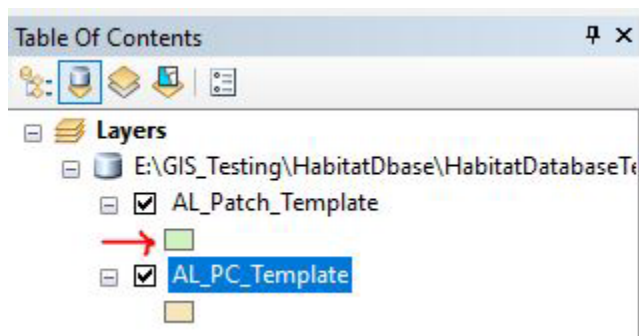 Table Of Contents
Layers
E:\GIS_Testing\HabitatDbase\HabitatDatabaseTe
AL_Patch_Template
AL_PC_Template